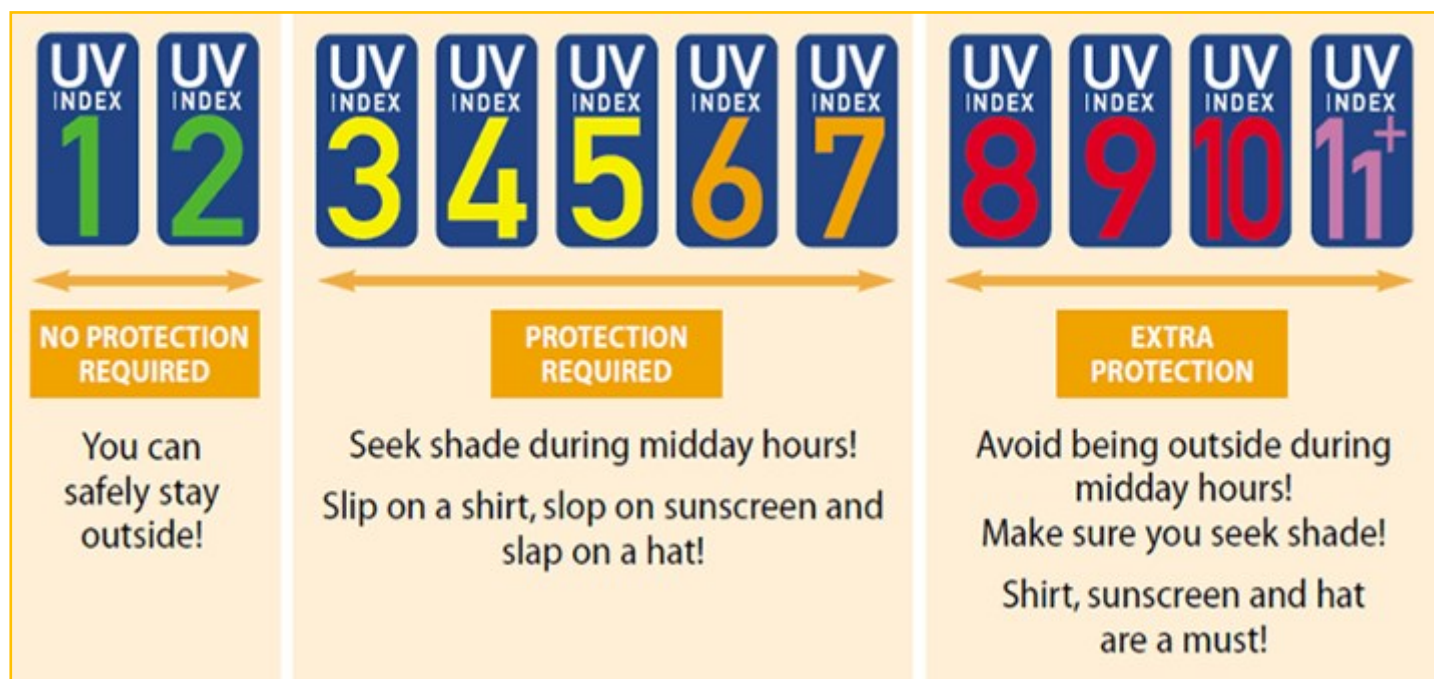 UV
INDEX
1
UV
INDEX
2
UV
INDEX
3
UV
INDEX
4
UV
INDEX
5
UV
INDEX
6
UV
INDEX
7
UV
INDEX
8
UV
INDEX
9
UV
INDEX
10
UV
INDEX
11+
NO PROTECTION
REQUIRED
You can
safely stay
outside!
PROTECTION
REQUIRED
Seek shade during midday hours!
Slip on a shirt, slop on sunscreen and
slap on a hat!
EXTRA
PROTECTION
Avoid being outside during
midday hours!
Make sure you seek shade!
Shirt, sunscreen and hat
are a must!